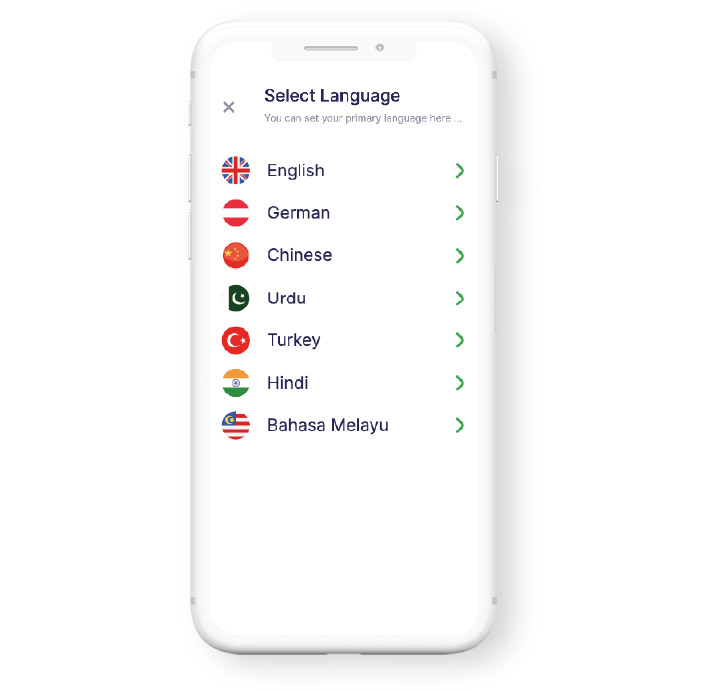 Select Language
You can set your primary language here ...
English
German
Chinese
Urdu
Turkey
Hindi
Bahasa Melayu